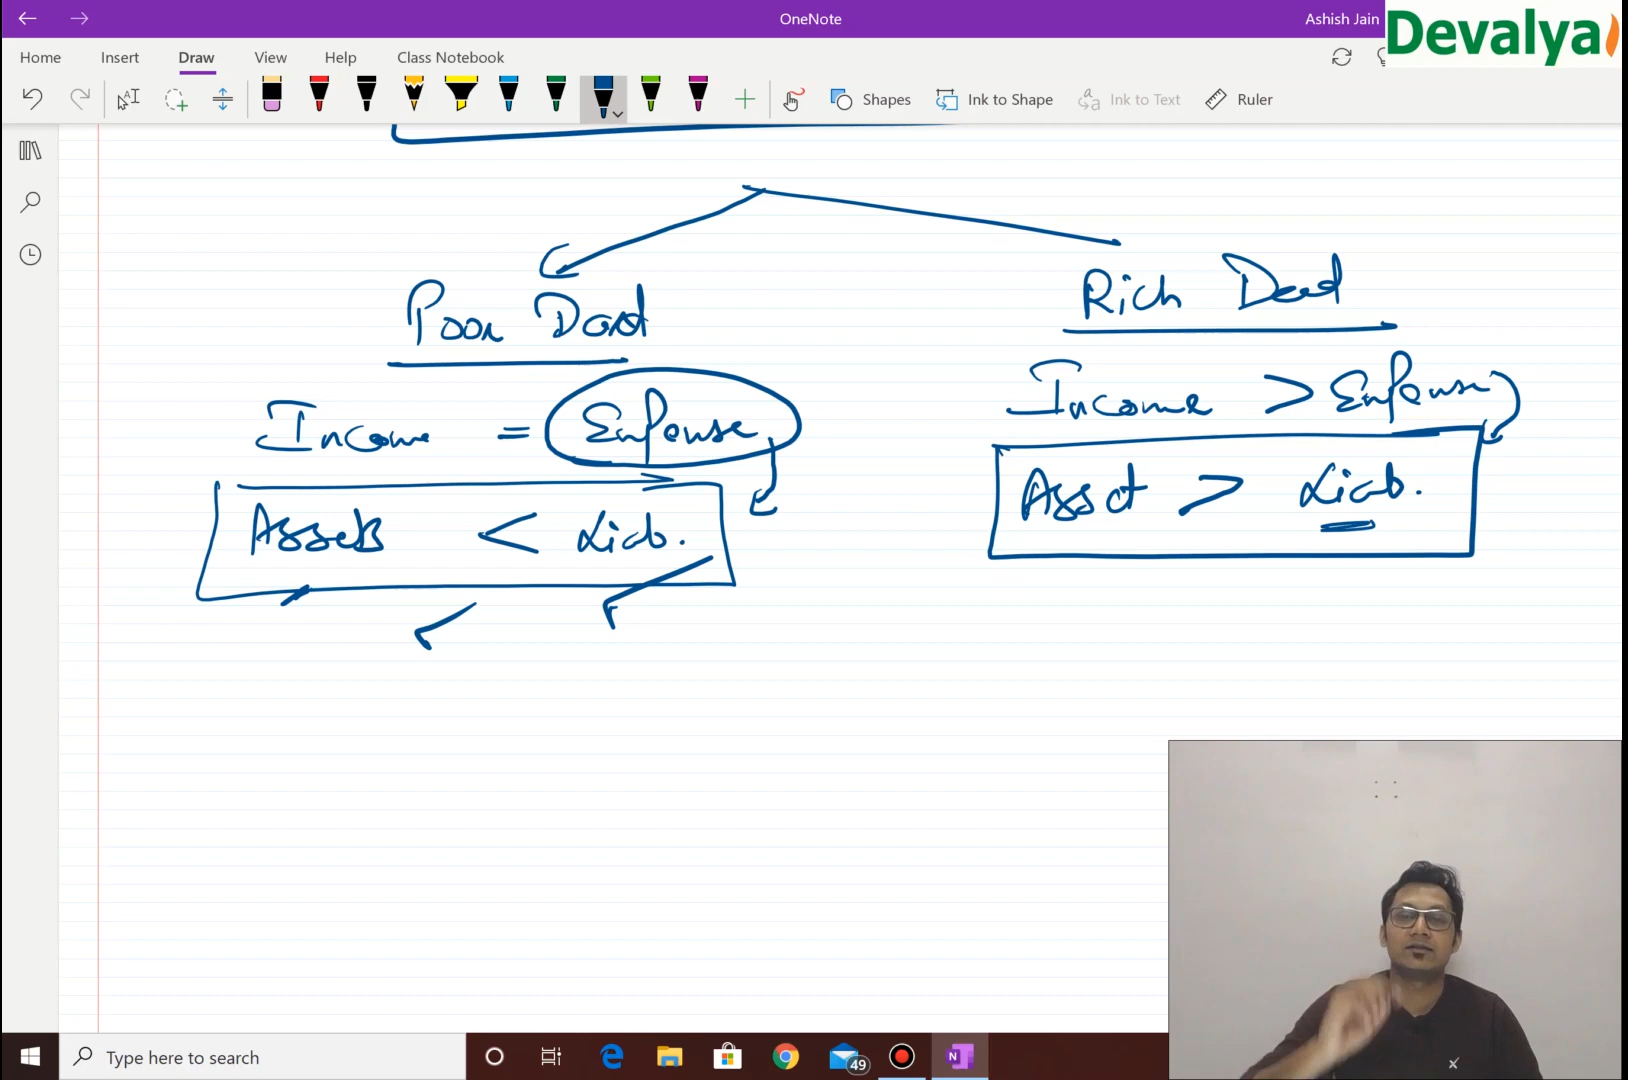 OneNote
Ashish Jain
Devalya
Home Insert Draw View Help Class Notebook
Shapes Ink to Shape Ink to Text Ruler
Poor Dad
Rich Dad
Income = Expense
Income > Expense
Assets < Liab.
Asset > Liab.
Type here to search
49